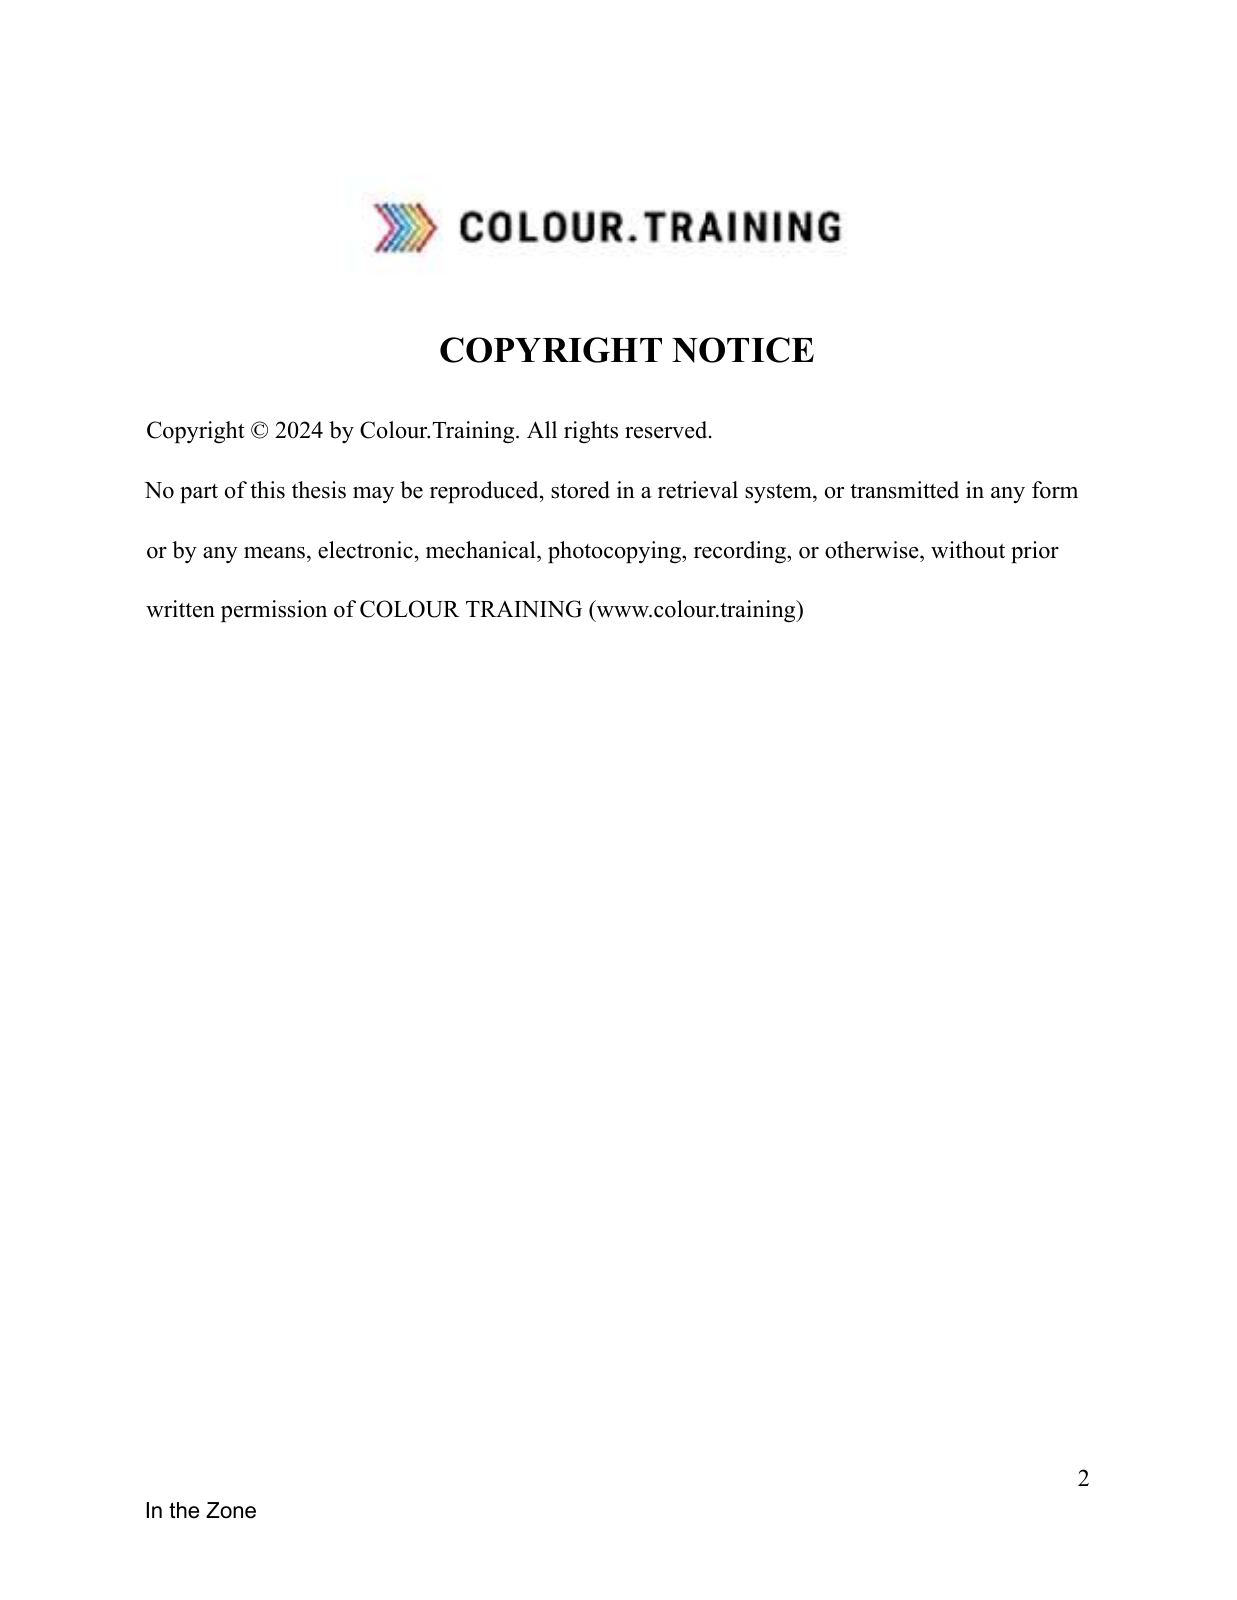 COLOUR.TRAINING
COPYRIGHT NOTICE
Copyright © 2024 by Colour.Training. All rights reserved.
No part of this thesis may be reproduced, stored in a retrieval system, or transmitted in any form
or by any means, electronic, mechanical, photocopying, recording, or otherwise, without prior
written permission of COLOUR TRAINING (www.colour.training)
2
In the Zone